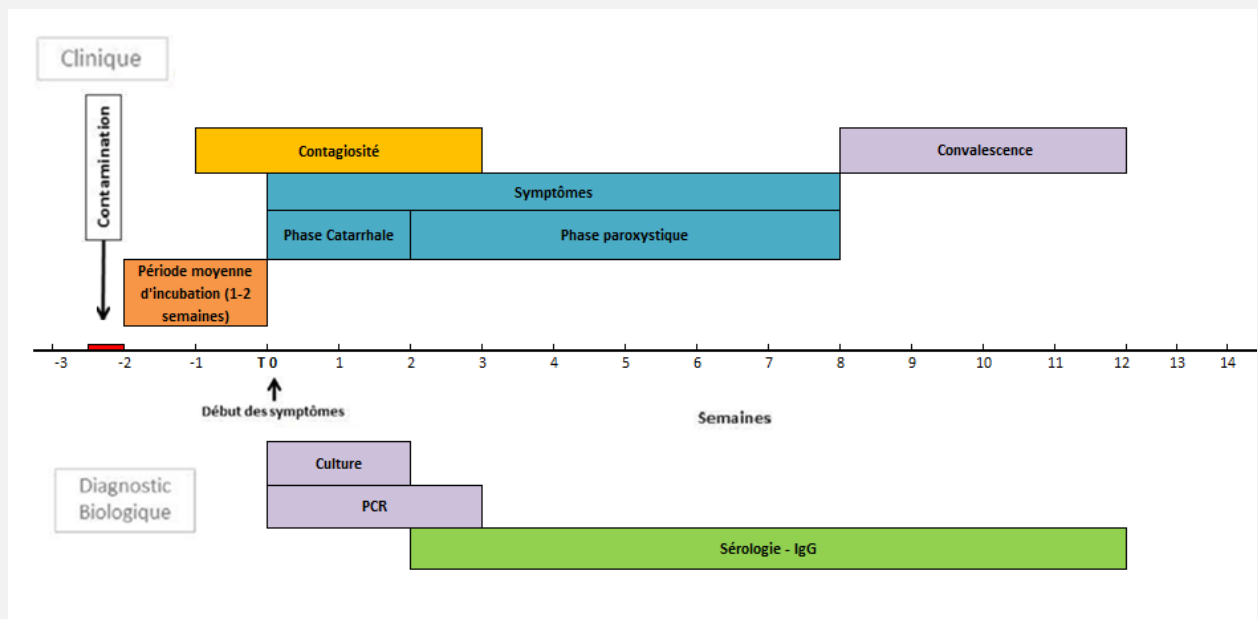 Clinique
Contamination
Contagiosité
Convalescence
Symptômes
Phase Catarrhale
Phase paroxystique
Période moyenne
d'incubation (1-2
semaines)
-3 -2 -1 T 0 1 2 3 4 5 6 7 8 9 10 11 12 13 14
Début des symptômes
Semaines
Culture
Diagnostic
Biologique
PCR
Sérologie - IgG